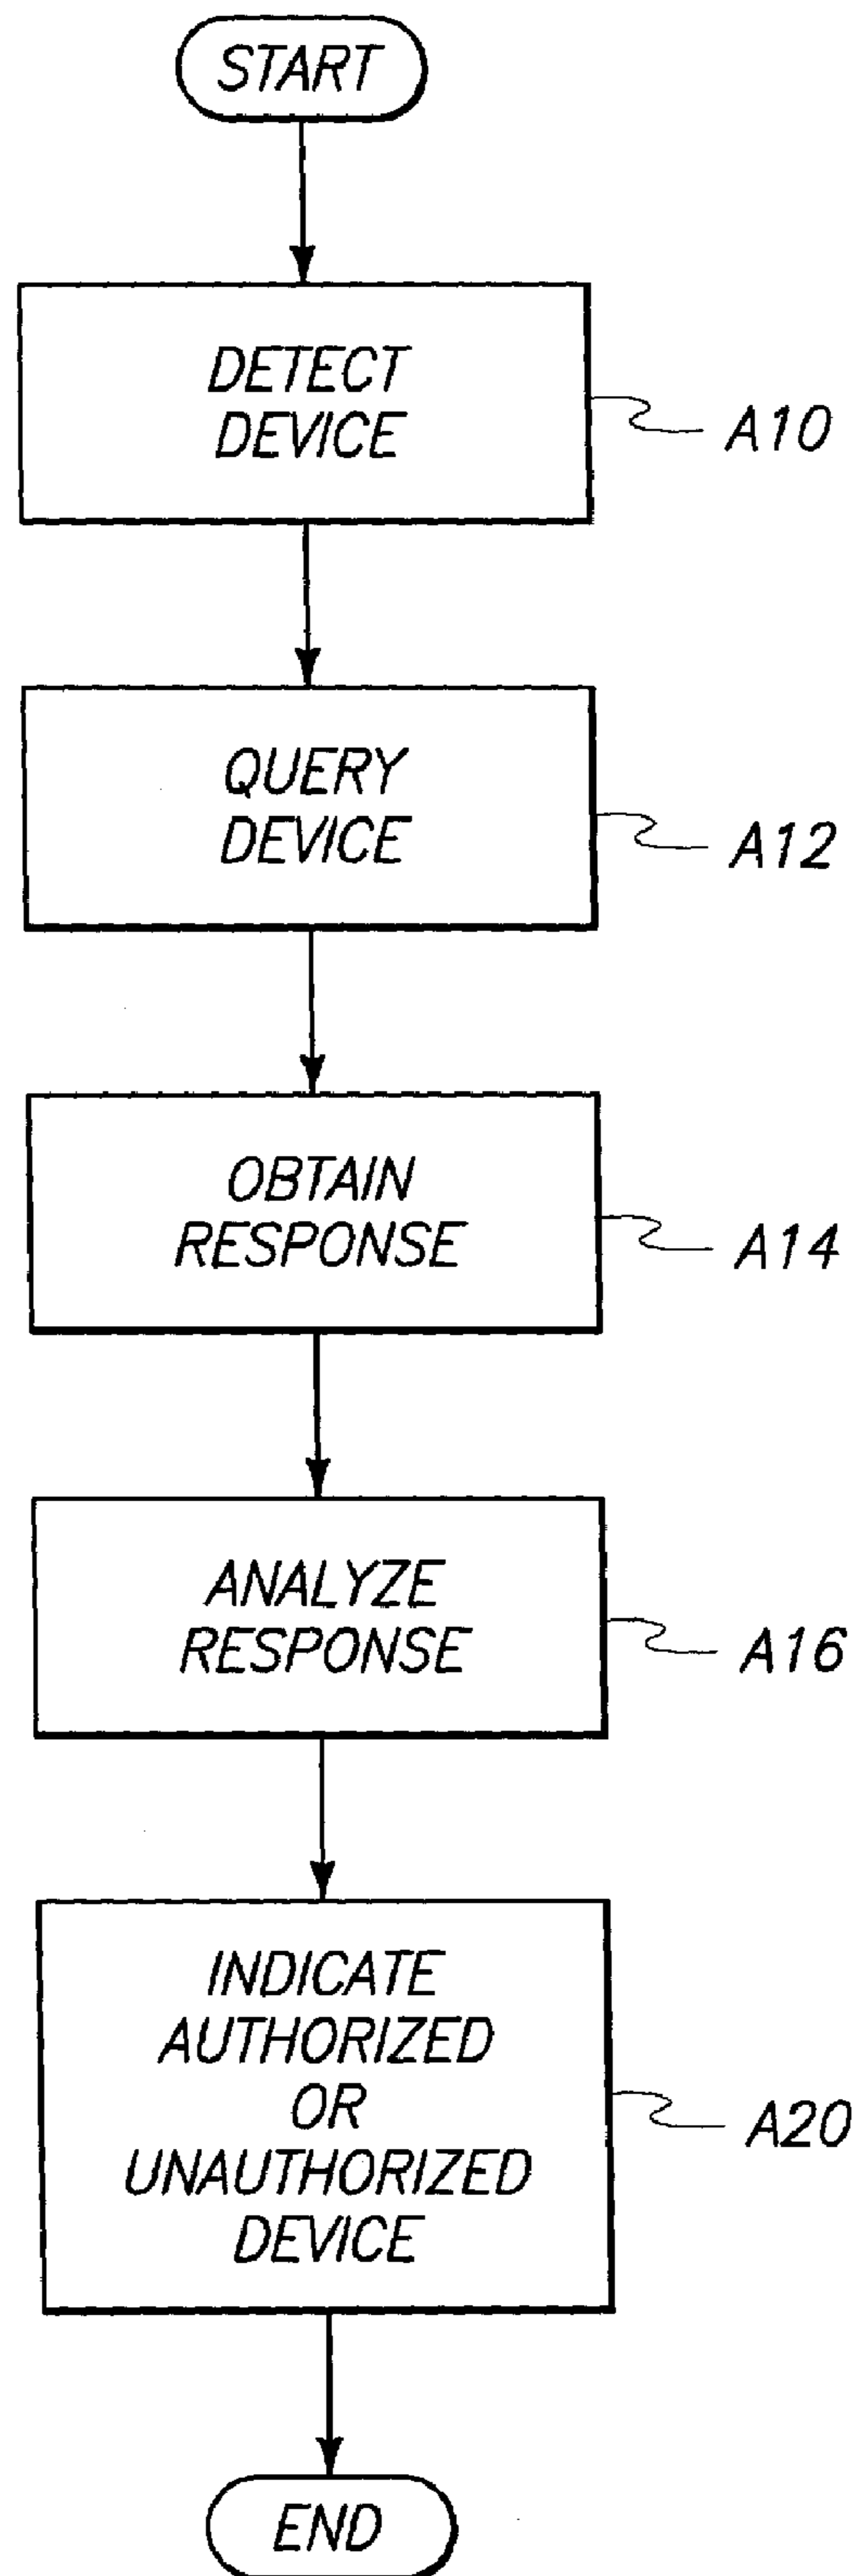 START
DETECT
DEVICE
A10
QUERY
DEVICE
A12
OBTAIN
RESPONSE
A14
ANALYZE
RESPONSE
A16
INDICATE
AUTHORIZED
OR
UNAUTHORIZED
DEVICE
A20
END